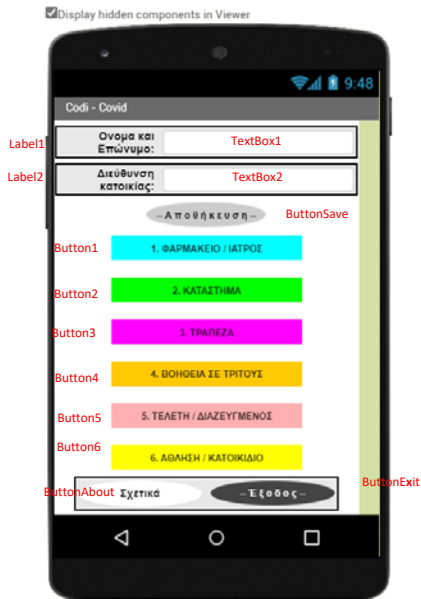 Display hidden components in Viewer
9:48
Codi - Covid
Label1 Ονομα και Επώνυμο: TextBox1
Label2 Διεύθυνση κατοικίας: TextBox2
--Αποθήκευση-- ButtonSave
Button1 1. ΦΑΡΜΑΚΕΙΟ / ΙΑΤΡΟΣ
Button2 2. ΚΑΤΑΣΤΗΜΑ
Button3 3. ΤΡΑΠΕΖΑ
Button4 4. ΒΟΗΘΕΙΑ ΣΕ ΤΡΙΤΟΥΣ
Button5 5. ΤΕΛΕΤΗ / ΔΙΑΖΕΥΓΜΕΝΟΣ
Button6 6. ΑΘΛΗΣΗ / ΚΑΤΟΙΚΙΔΙΟ
ButtonAbout Σχετικά --Έξοδος-- ButtonExit